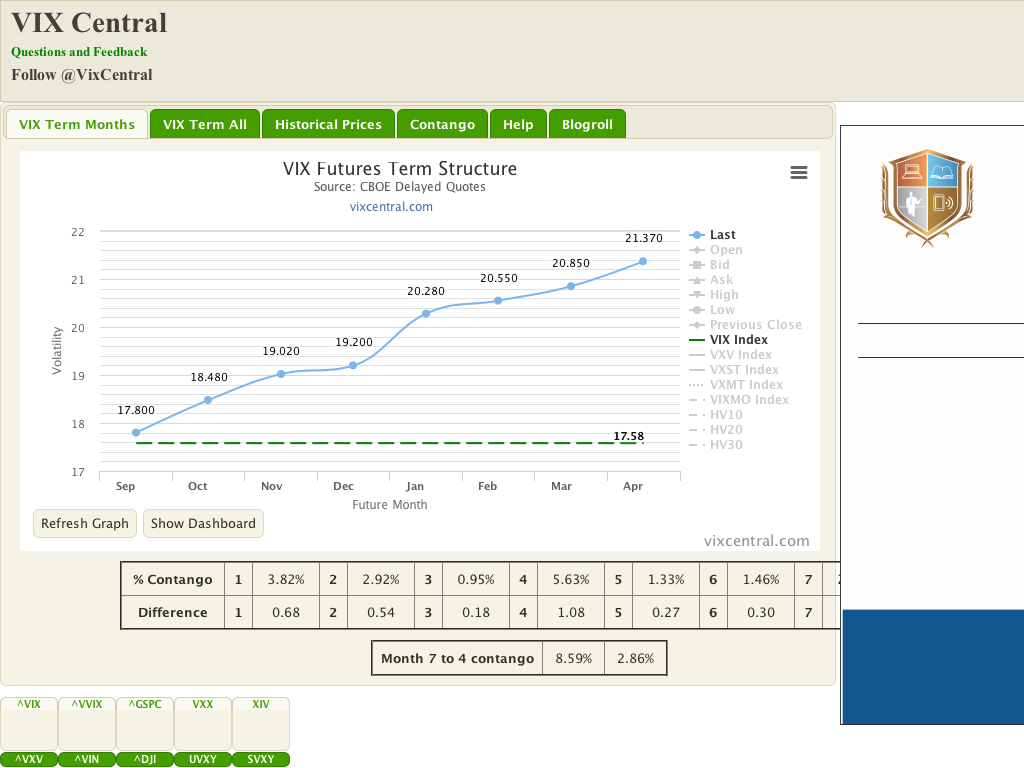 VIX Central
Questions and Feedback
Follow @VixCentral
VIX Term Months VIX Term All Historical Prices Contango Help Blogroll
VIX Futures Term Structure
Source: CBOE Delayed Quotes
vixcentral.com
Volatility
22
21
20
19
18
17
17.800
18.480
19.020
19.200
20.280
20.550
20.850
21.370
17.58
Sep Oct Nov Dec Jan Feb Mar Apr
Future Month
Last
Open
Bid
Ask
High
Low
Previous Close
VIX Index
VXV Index
VXST Index
VXMT Index
VIXMO Index
HV10
HV20
HV30
Refresh Graph Show Dashboard
vixcentral.com
% Contango 1 3.82% 2 2.92% 3 0.95% 4 5.63% 5 1.33% 6 1.46% 7
Difference 1 0.68 2 0.54 3 0.18 4 1.08 5 0.27 6 0.30 7
Month 7 to 4 contango 8.59% 2.86%
^VIX ^VVIX ^GSPC VXX XIV
^VXV ^VIN ^DJI UVXY SVXY